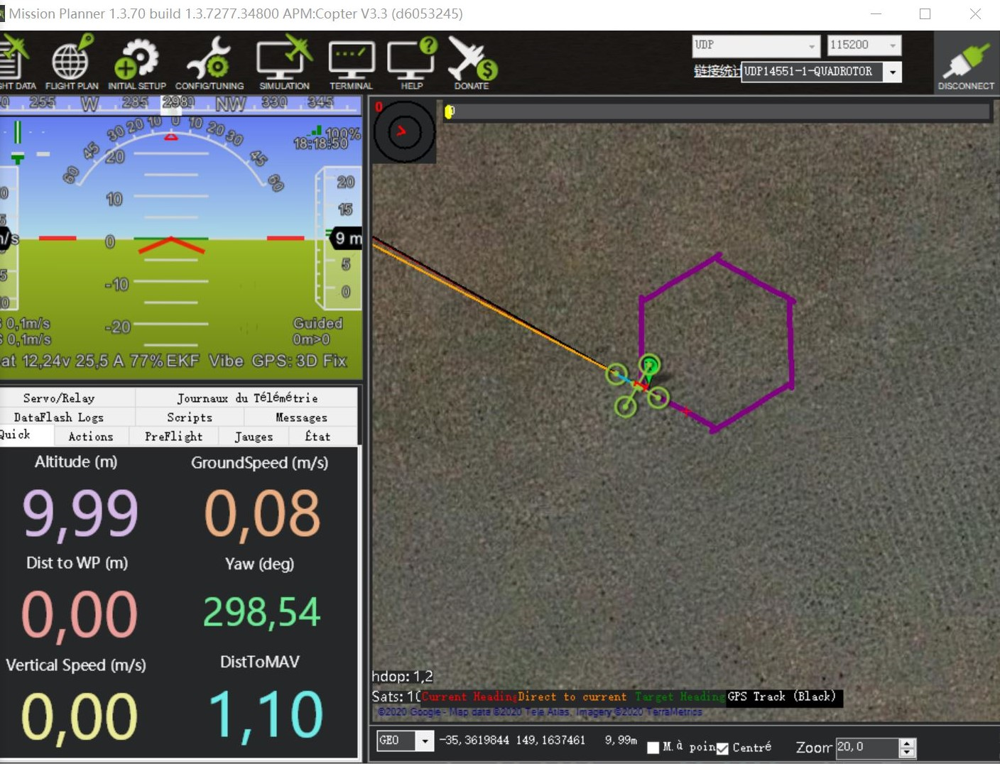 Mission Planner 1.3.70 build 1.3.7277.34800 APM:Copter V3.3 (d6053245)
UDP
115200
链接统计
UDP14551-1-QUADROTOR
GHT DATA
FLIGHT PLAN
INITIAL SETUP
CONFIG/TUNING
SIMULATION
TERMINAL
HELP
DONATE
DISCONNECT
255 W 285 298 NW 330 345
60 45 30 20 10 0 10 20 30 45 60
100%
18:18:50
20
10
0
-10
-20
20
15
9 m
5
0
0,1m/s
0,1m/s
Guided
0m>0
at 12,24v 25,5 A 77% EKF Vibe GPS: 3D Fix
Servo/Relay
Journaux du Télémétrie
DataFlash Logs
Scripts
Messages
Quick
Actions
PreFlight
Jauges
État
Altitude (m)
GroundSpeed (m/s)
9,99
0,08
Dist to WP (m)
Yaw (deg)
0,00
298,54
Vertical Speed (m/s)
DistToMAV
0,00
1,10
0
0
hdop: 1,2
Sats: 10
Current Heading Direct to current Target Heading GPS Track (Black)
©2020 Google - Map data ©2020 Tele Atlas, Imagery ©2020 TerraMetrics
GEO
-35,3619844 149,1637461
9,99m
M.à poin
Centré
Zoom
20,0